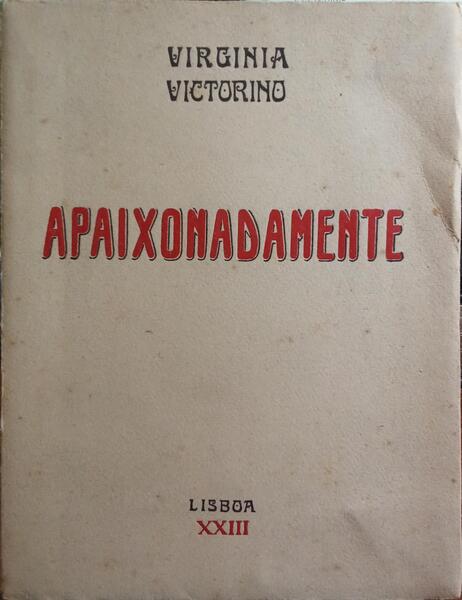 VIRGINIA
VICTORINO
APAIXONADAMENTE
LISBOA
XXIII